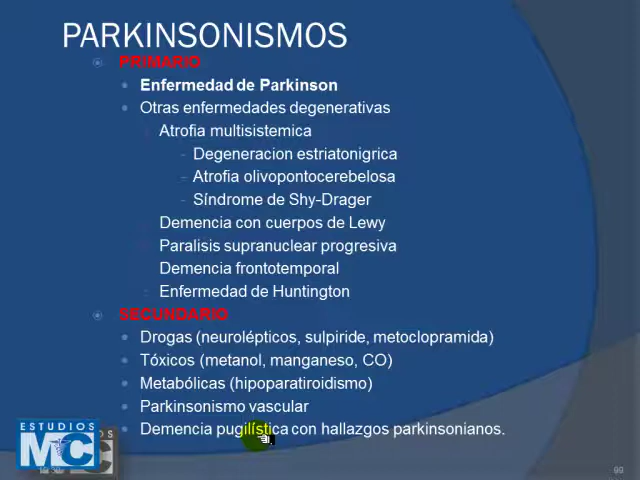 PARKINSONISMOS
PRIMARIO
Enfermedad de Parkinson
Otras enfermedades degenerativas
Atrofia multisistemica
- Degeneracion estriatonigrica
- Atrofia olivopontocerebelosa
- Síndrome de Shy-Drager
Demencia con cuerpos de Lewy
Paralisis supranuclear progresiva
Demencia frontotemporal
Enfermedad de Huntington
SECUNDARIO
Drogas (neurolépticos, sulpiride, metoclopramida)
Tóxicos (metanol, manganeso, CO)
Metabólicas (hipoparatiroidismo)
Parkinsonismo vascular
Demencia pugilística con hallazgos parkinsonianos.
ESTUDIOS
MC
99